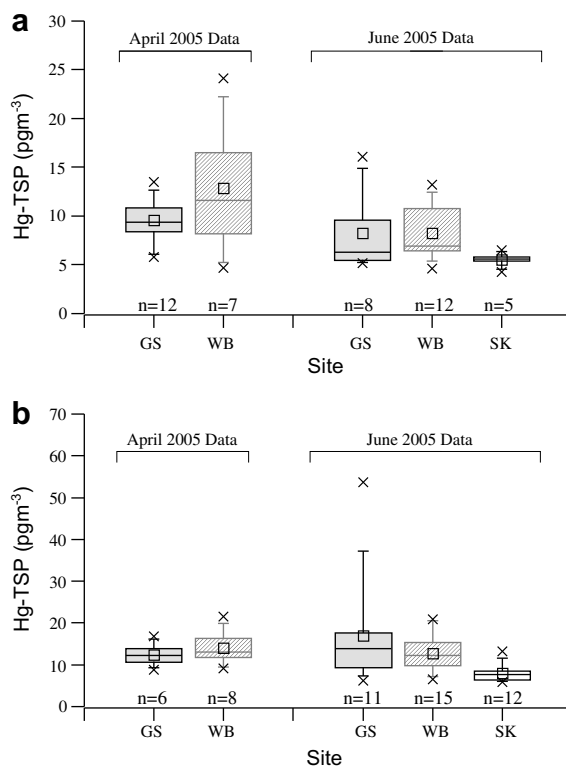 a
30
April 2005 Data
June 2005 Data
25
20
15
10
5
0
Hg-TSP (pgm-3)
n=12
n=7
n=8
n=12
n=5
GS
WB
GS
WB
SK
Site
b
70
April 2005 Data
June 2005 Data
60
50
40
30
20
10
0
Hg-TSP (pgm-3)
n=6
n=8
n=11
n=15
n=12
GS
WB
GS
WB
SK
Site